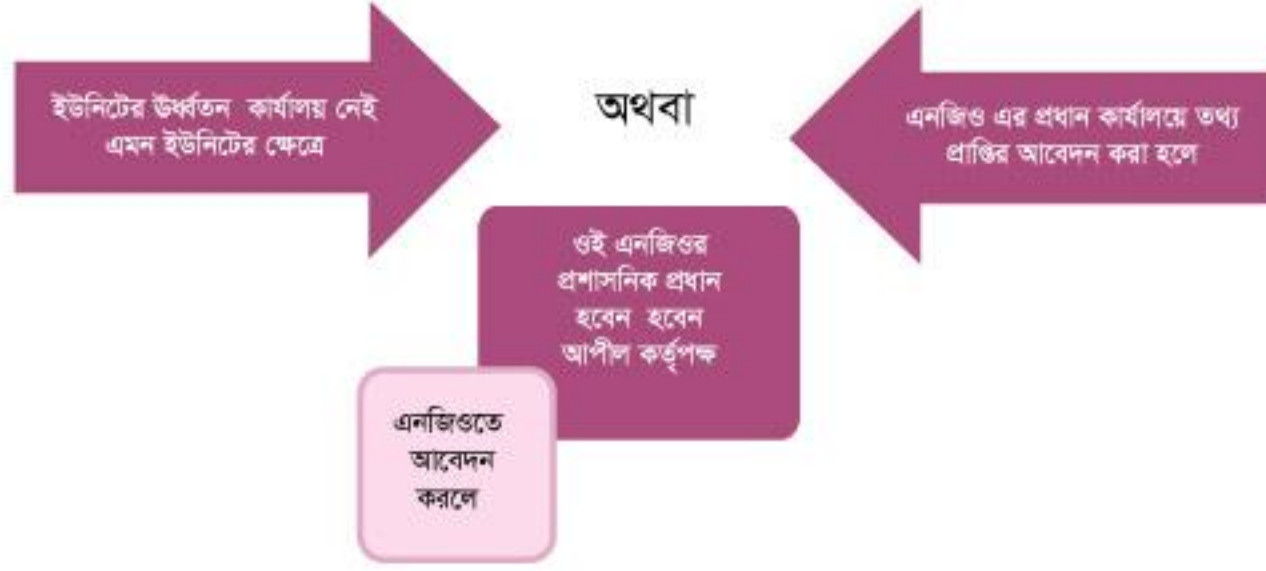 ইউনিটের ঊর্ধ্বতন কার্যালয় নেই
এমন ইউনিটের ক্ষেত্রে
অথবা
এনজিও এর প্রধান কার্যালয়ে তথ্য
প্রাপ্তির আবেদন করা হলে
ওই এনজিওর
প্রশাসনিক প্রধান
হবেন হবেন
আপীল কর্তৃপক্ষ
এনজিওতে
আবেদন
করলে